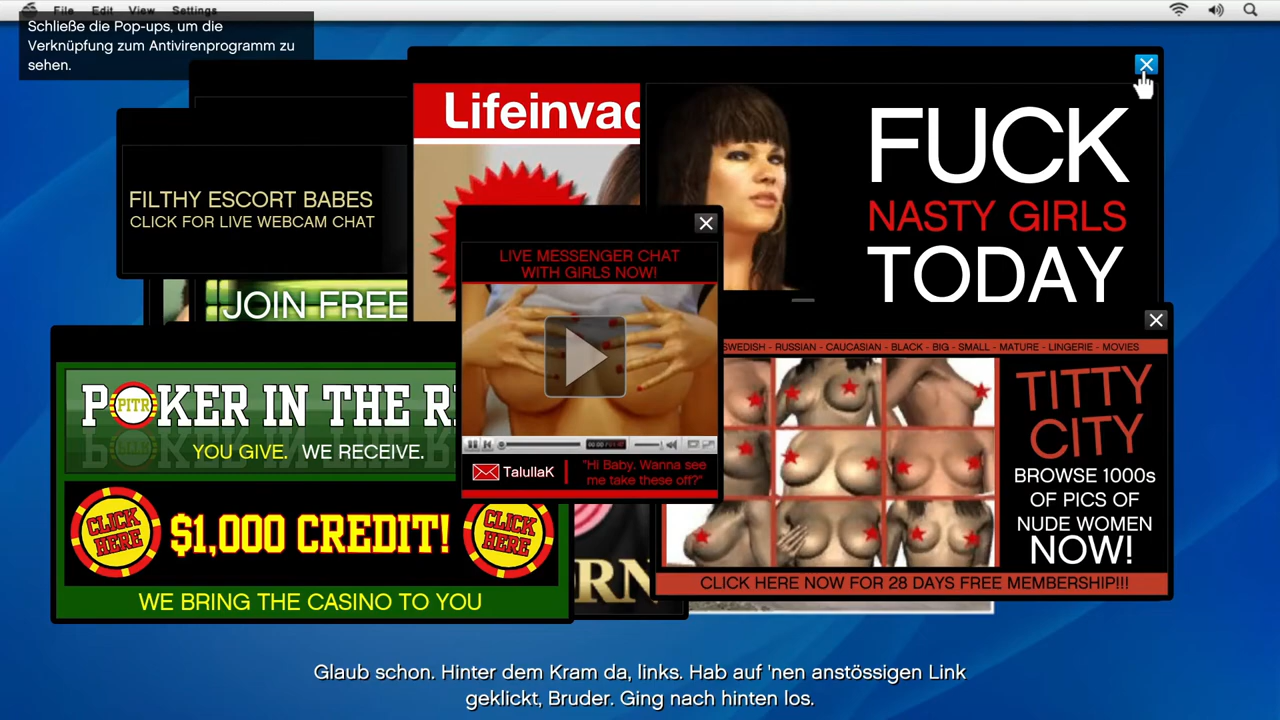 File Edit View Settings
Schließe die Pop-ups, um die
Verknüpfung zum Antivirenprogramm zu
sehen.
Lifeinvad
FUCK
NASTY GIRLS
TODAY
FILTHY ESCORT BABES
CLICK FOR LIVE WEBCAM CHAT
JOIN FREE
LIVE MESSENGER CHAT
WITH GIRLS NOW!
TalullaK
"Hi Baby. Wanna see
me take these off?"
SWEDISH - RUSSIAN - CAUCASIAN - BLACK - BIG - SMALL - MATURE - LINGERIE - MOVIES
TITTY
CITY
BROWSE 1000s
OF PICS OF
NUDE WOMEN
NOW!
CLICK HERE NOW FOR 28 DAYS FREE MEMBERSHIP!!!
POKER IN THE R
PITR
YOU GIVE. WE RECEIVE.
CLICK
HERE
$1,000 CREDIT!
CLICK
HERE
WE BRING THE CASINO TO YOU
RN
Glaub schon. Hinter dem Kram da, links. Hab auf 'nen anstössigen Link
geklickt, Bruder. Ging nach hinten los.